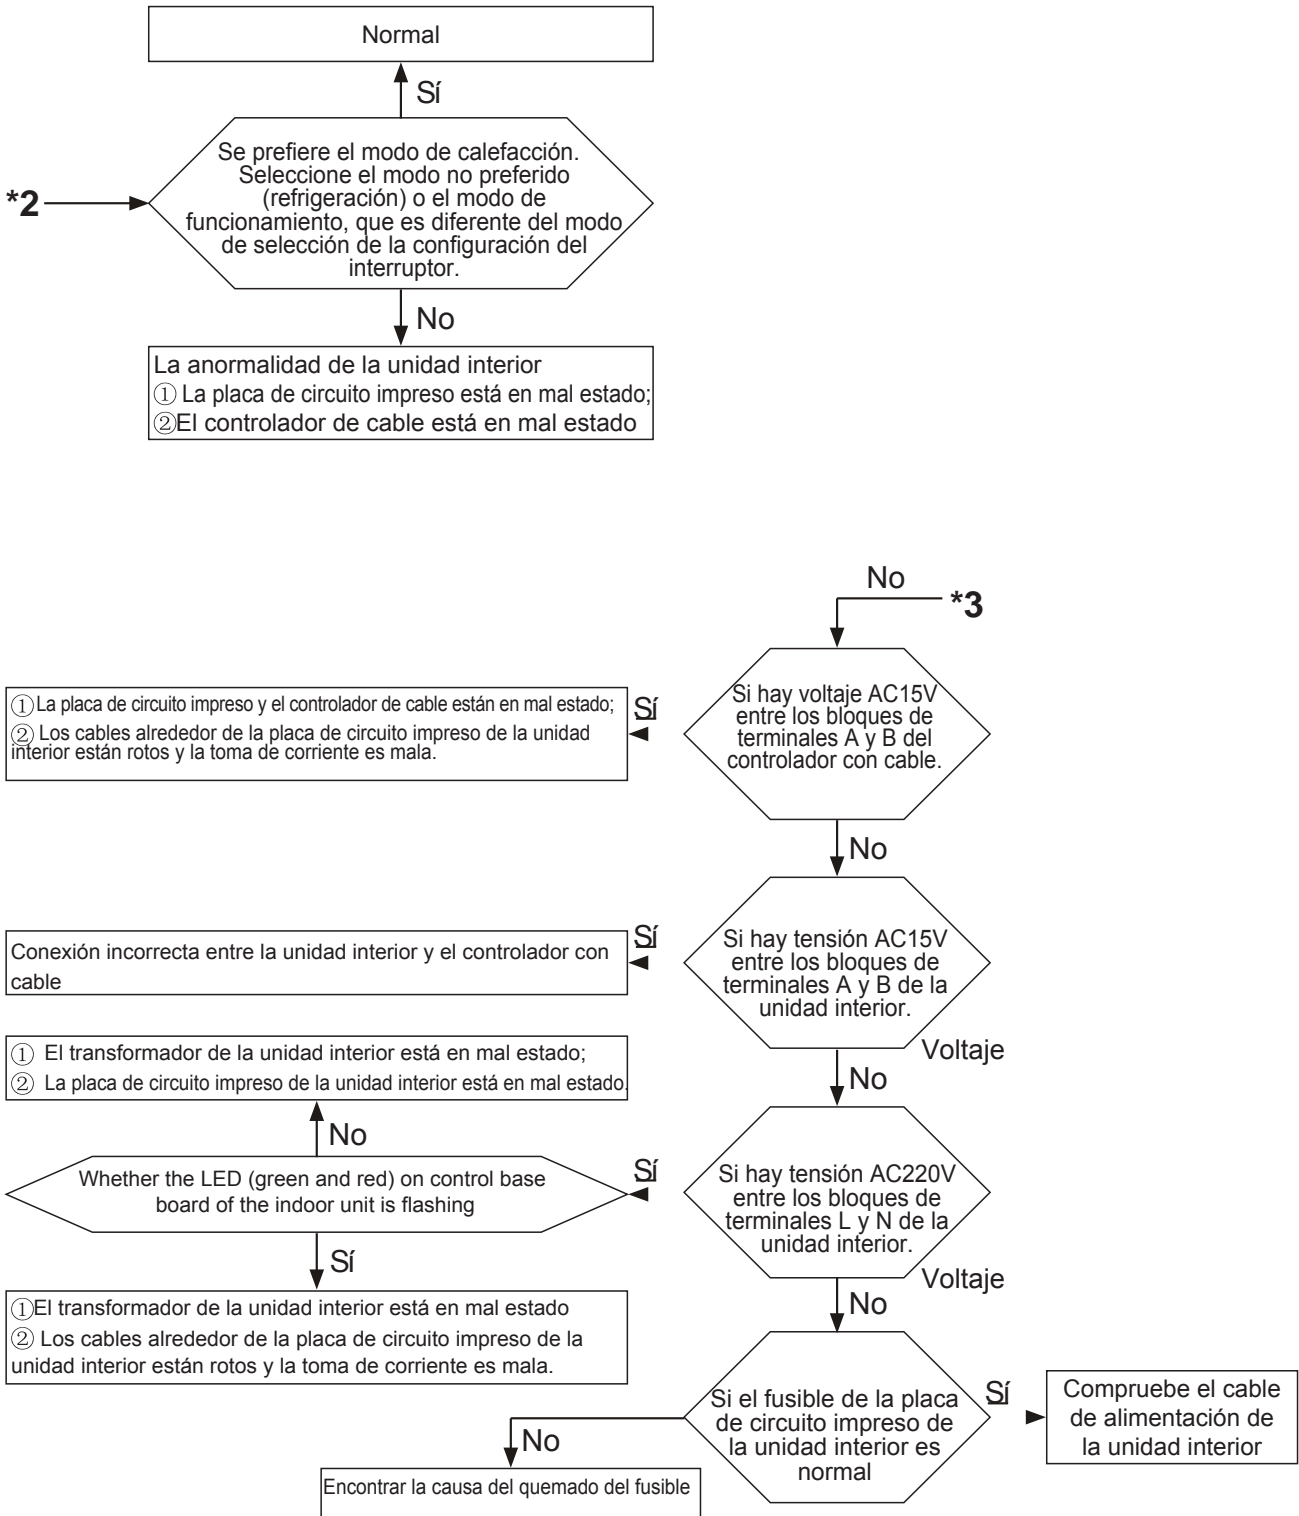 Normal
Sí
Se prefiere el modo de calefacción.
Seleccione el modo no preferido
(refrigeración) o el modo de
funcionamiento, que es diferente del modo
de selección de la configuración del
interruptor.
*2
No
La anormalidad de la unidad interior
① La placa de circuito impreso está en mal estado;
②El controlador de cable está en mal estado
No
*3
Si hay voltaje AC15V
entre los bloques de
terminales A y B del
controlador con cable.
Sí
①La placa de circuito impreso y el controlador de cable están en mal estado;
② Los cables alrededor de la placa de circuito impreso de la unidad
interior están rotos y la toma de corriente es mala.
No
Si hay tensión AC15V
entre los bloques de
terminales A y B de la
unidad interior.
Sí
Conexión incorrecta entre la unidad interior y el controlador con
cable
Voltaje
No
① El transformador de la unidad interior está en mal estado;
② La placa de circuito impreso de la unidad interior está en mal estado.
No
Si hay tensión AC220V
entre los bloques de
terminales L y N de la
unidad interior.
Sí
Whether the LED (green and red) on control base
board of the indoor unit is flashing
Sí
Voltaje
No
①El transformador de la unidad interior está en mal estado
② Los cables alrededor de la placa de circuito impreso de la
unidad interior están rotos y la toma de corriente es mala.
Si el fusible de la placa
de circuito impreso de
la unidad interior es
normal
Sí
Compruebe el cable
de alimentación de
la unidad interior
No
Encontrar la causa del quemado del fusible